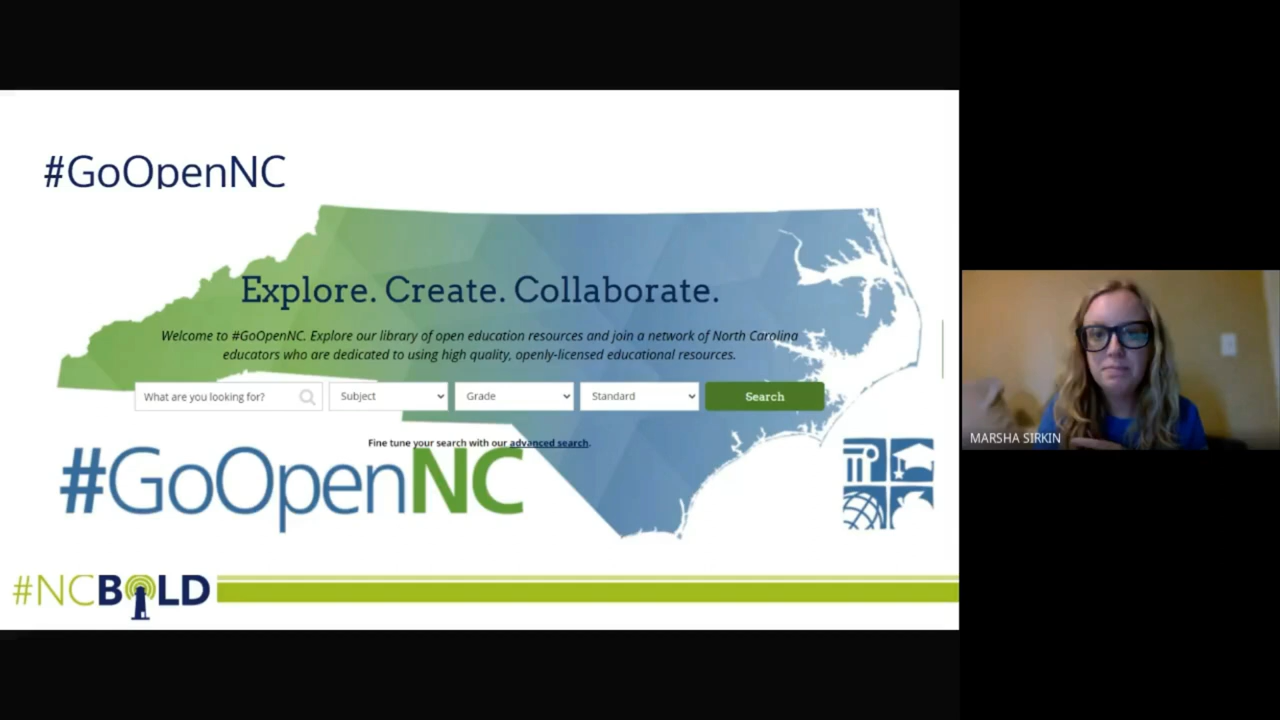 #GoOpenNC
Explore. Create. Collaborate.
Welcome to #GoOpenNC. Explore our library of open education resources and join a network of North Carolina
educators who are dedicated to using high quality, openly-licensed educational resources.
What are you looking for?
Subject
Grade
Standard
Search
Fine tune your search with our advanced search.
#GoOpenNC
#NCBOLD
MARSHA SIRKIN